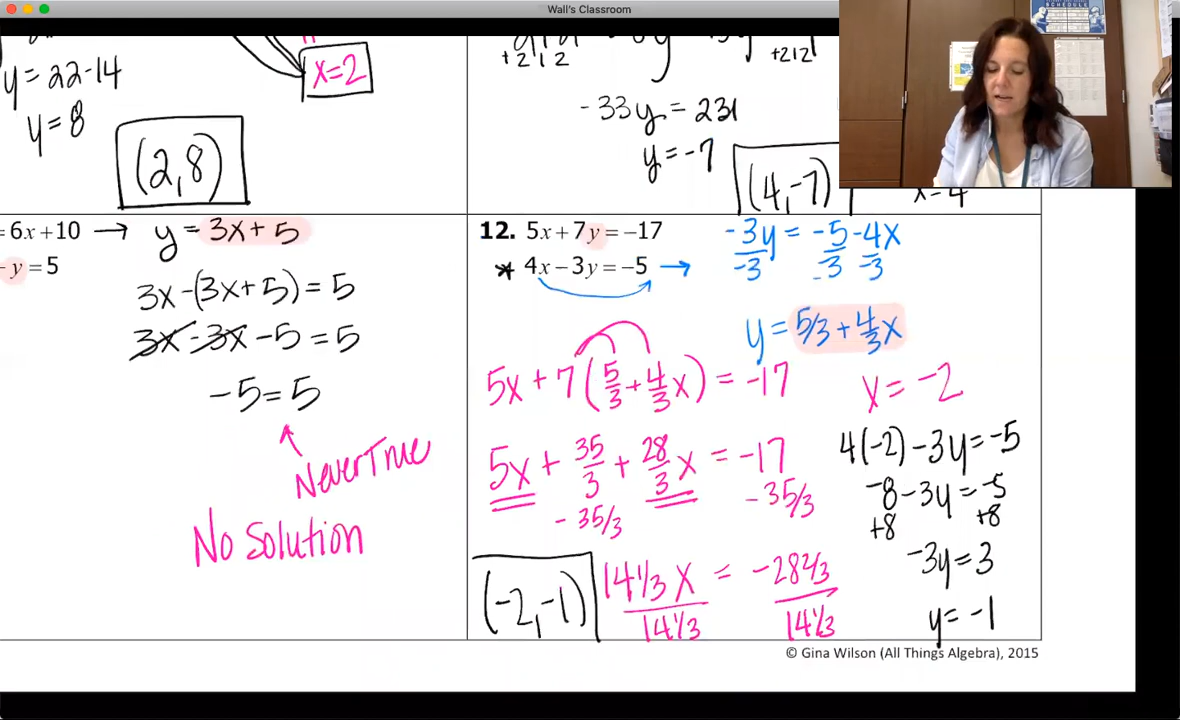 Wall's Classroom
SCHEDULE
y = 22-14
y = 8
x=2
(2,8)
+212
+212
-33y = 231
y = -7
(4,-7)
x=4
= 6x+10 → y = 3x+5
- y = 5
3x-(3x+5) = 5
3x-3x-5 = 5
-5 = 5
Never True
No Solution
12. 5x + 7y = -17
* 4x - 3y = -5 →
-3y = -5 -4x
-3 -3 -3
y = 5/3 + 4/3x
5x + 7(5/3 + 4/3x) = -17
5x + 35/3 + 28/3x = -17
-35/3 -35/3
14 1/3 x = -28 2/3
14 1/3 14 1/3
x = -2
4(-2) -3y = -5
-8 -3y = -5
+8 +8
-3y = 3
y = -1
(-2,-1)
© Gina Wilson (All Things Algebra), 2015